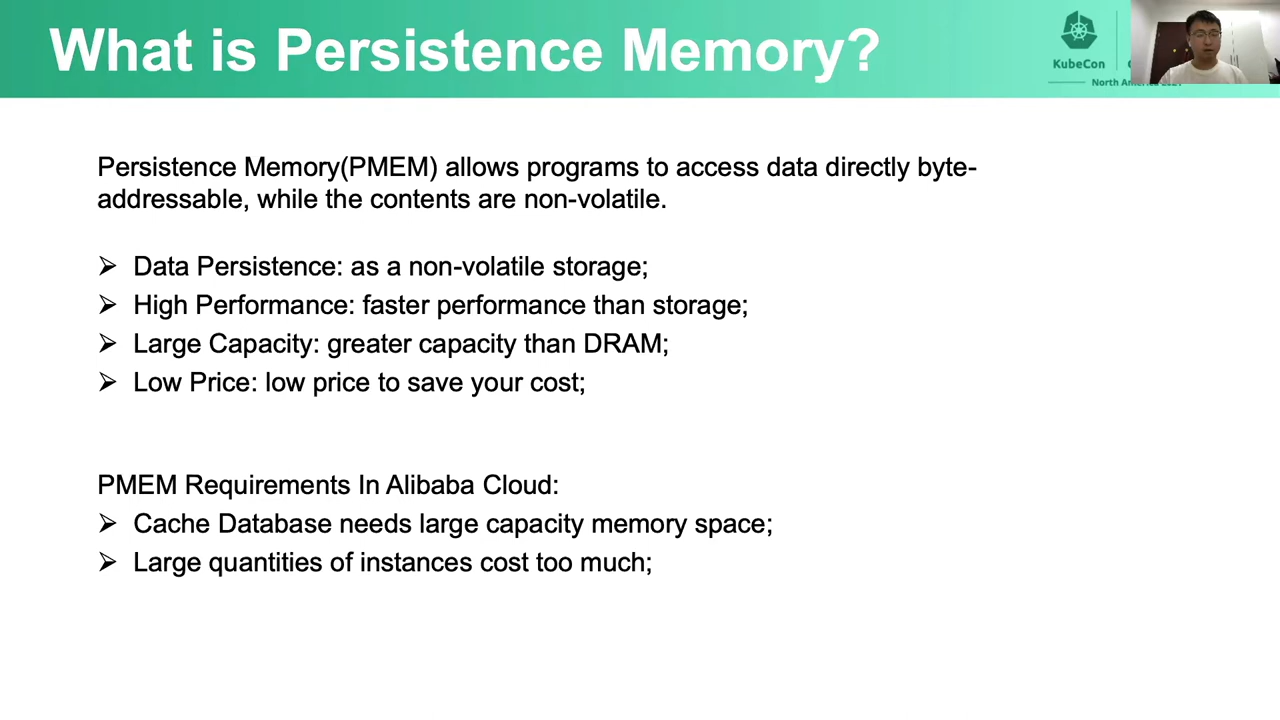 What is Persistence Memory?
KubeCon
North America
Persistence Memory(PMEM) allows programs to access data directly byte-
addressable, while the contents are non-volatile.
➢ Data Persistence: as a non-volatile storage;
➢ High Performance: faster performance than storage;
➢ Large Capacity: greater capacity than DRAM;
➢ Low Price: low price to save your cost;
PMEM Requirements In Alibaba Cloud:
➢ Cache Database needs large capacity memory space;
➢ Large quantities of instances cost too much;